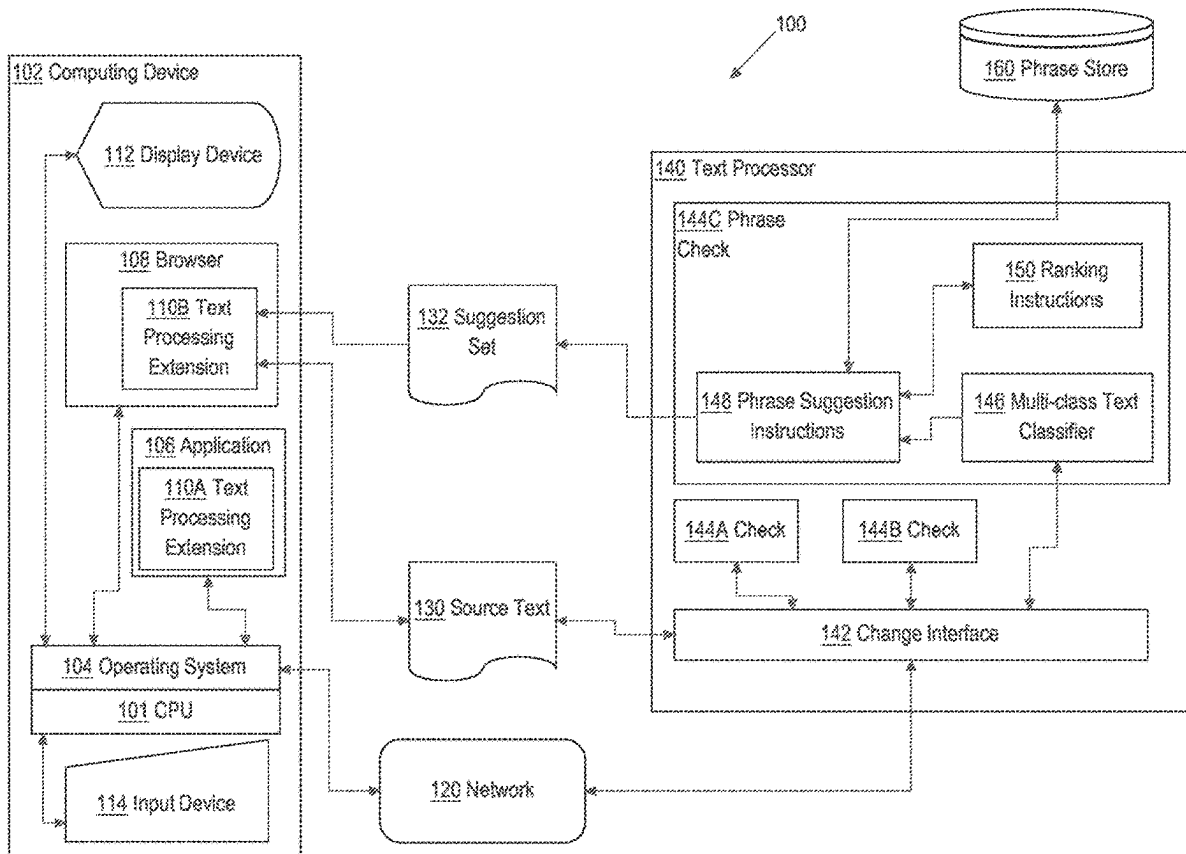 100
160 Phrase Store
102 Computing Device
112 Display Device
108 Browser
110B Text
Processing
Extension
106 Application
110A Text
Processing
Extension
104 Operating System
101 CPU
114 Input Device
132 Suggestion
Set
130 Source Text
120 Network
140 Text Processor
144C Phrase
Check
150 Ranking
Instructions
148 Phrase Suggestion
Instructions
146 Multi-class Text
Classifier
144A Check
144B Check
142 Change Interface